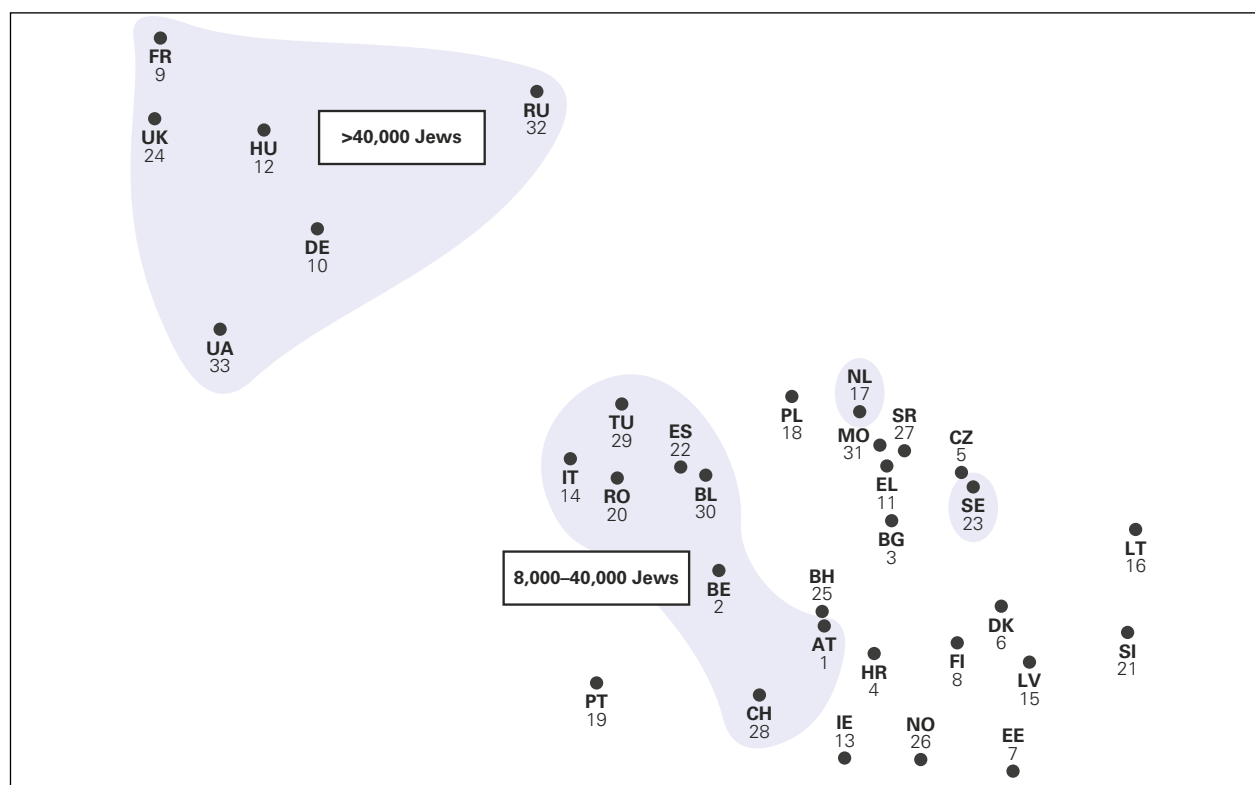 FR
9
UK
24
HU
12
>40,000 Jews
RU
32
DE
10
UA
33
NL
17
TU
29
ES
22
PL
18
MO
31
SR
27
CZ
5
IT
14
RO
20
BL
30
EL
11
SE
23
BG
3
LT
16
8,000–40,000 Jews
BE
2
BH
25
AT
1
DK
6
HR
4
FI
8
LV
15
SI
21
PT
19
CH
28
IE
13
NO
26
EE
7